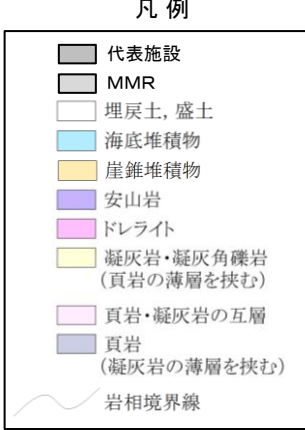 凡 例
代表施設
MMR
埋戻土, 盛土
海底堆積物
崖錐堆積物
安山岩
ドレライト
凝灰岩・凝灰角礫岩
(頁岩の薄層を挟む)
頁岩・凝灰岩の互層
頁岩
(凝灰岩の薄層を挟む)
岩相境界線